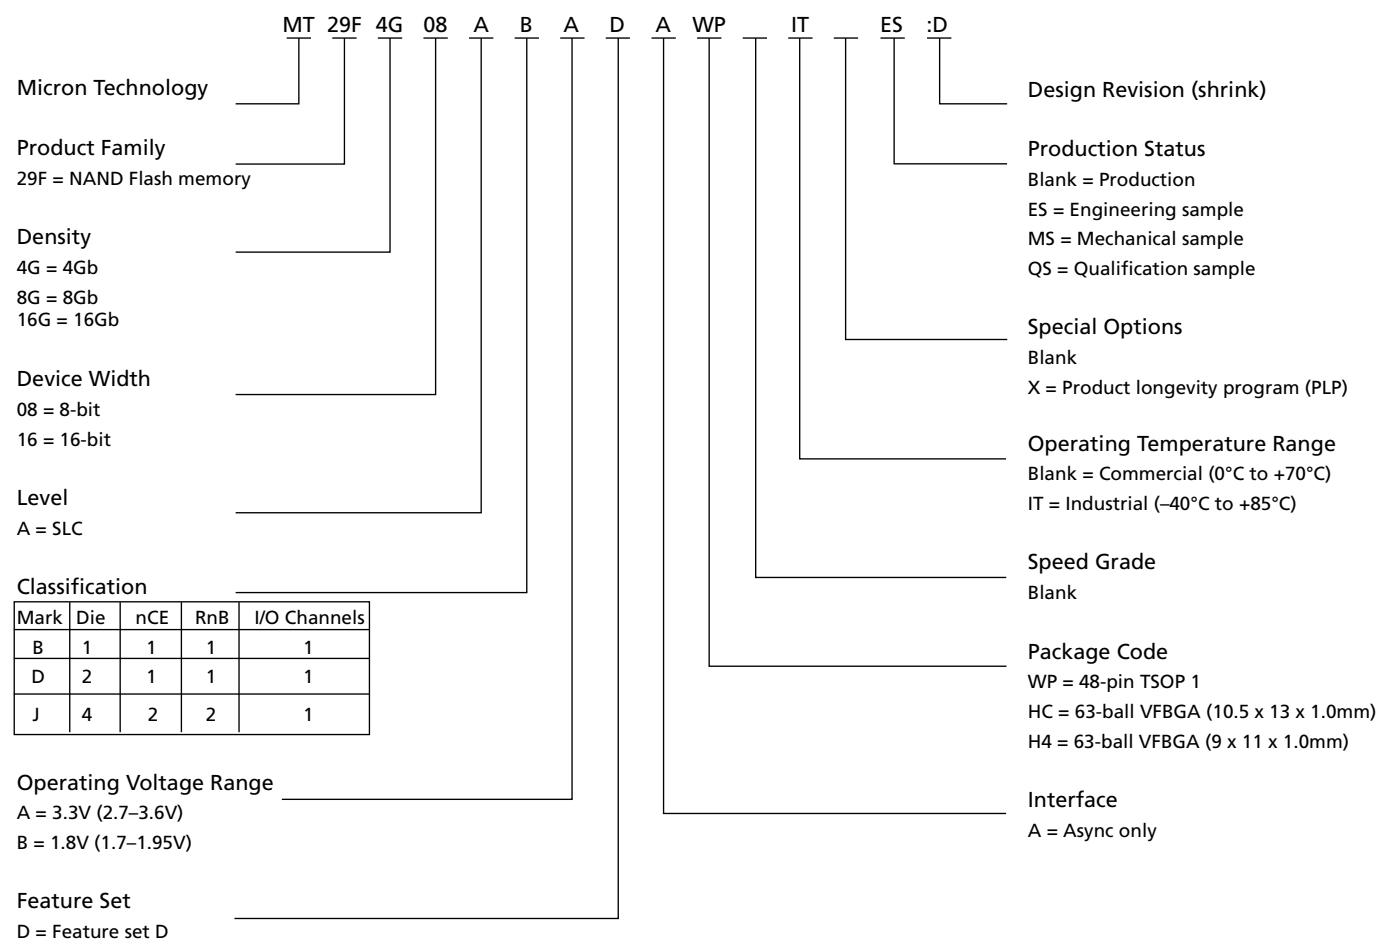 MT 29F 4G 08 A B A D A WP IT ES :D
Micron Technology
Product Family
29F = NAND Flash memory
Density
4G = 4Gb
8G = 8Gb
16G = 16Gb
Device Width
08 = 8-bit
16 = 16-bit
Level
A = SLC
Classification
Mark Die nCE RnB I/O Channels
B 1 1 1 1
D 2 1 1 1
J 4 2 2 1
Operating Voltage Range
A = 3.3V (2.7–3.6V)
B = 1.8V (1.7–1.95V)
Feature Set
D = Feature set D
Design Revision (shrink)
Production Status
Blank = Production
ES = Engineering sample
MS = Mechanical sample
QS = Qualification sample
Special Options
Blank
X = Product longevity program (PLP)
Operating Temperature Range
Blank = Commercial (0°C to +70°C)
IT = Industrial (–40°C to +85°C)
Speed Grade
Blank
Package Code
WP = 48-pin TSOP 1
HC = 63-ball VFBGA (10.5 x 13 x 1.0mm)
H4 = 63-ball VFBGA (9 x 11 x 1.0mm)
Interface
A = Async only